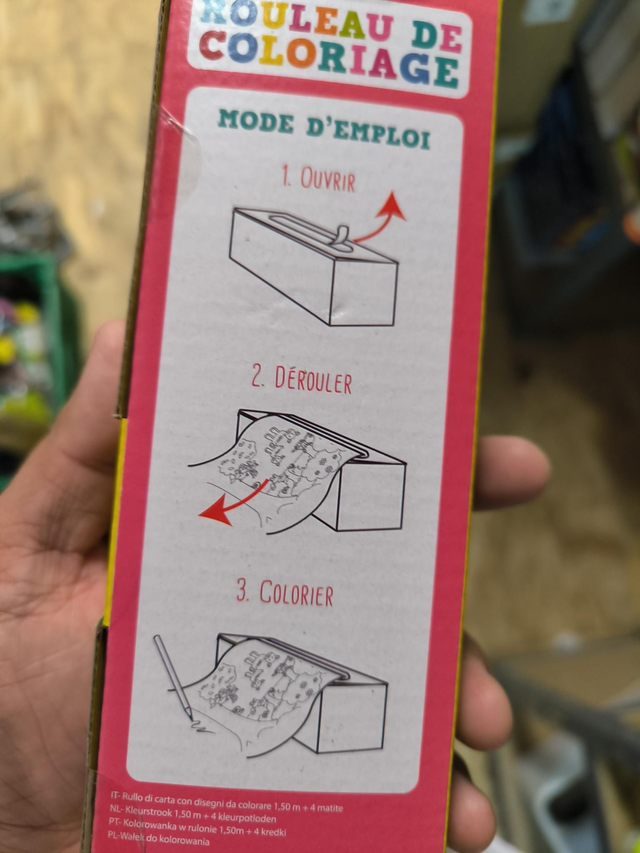 ROULEAU DE
COLORIAGE
MODE D'EMPLOI
1. OUVRIR
2. DÉROULER
3. COLORIER
IT- Rullo di carta con disegni da colorare 1,50 m + 4 matite
NL- Kleurstrook 1,50 m + 4 kleurpotloden
PT- Kolorowanka w rulonie 1,50m + 4 kredki
PL-Wałek do kolorowania